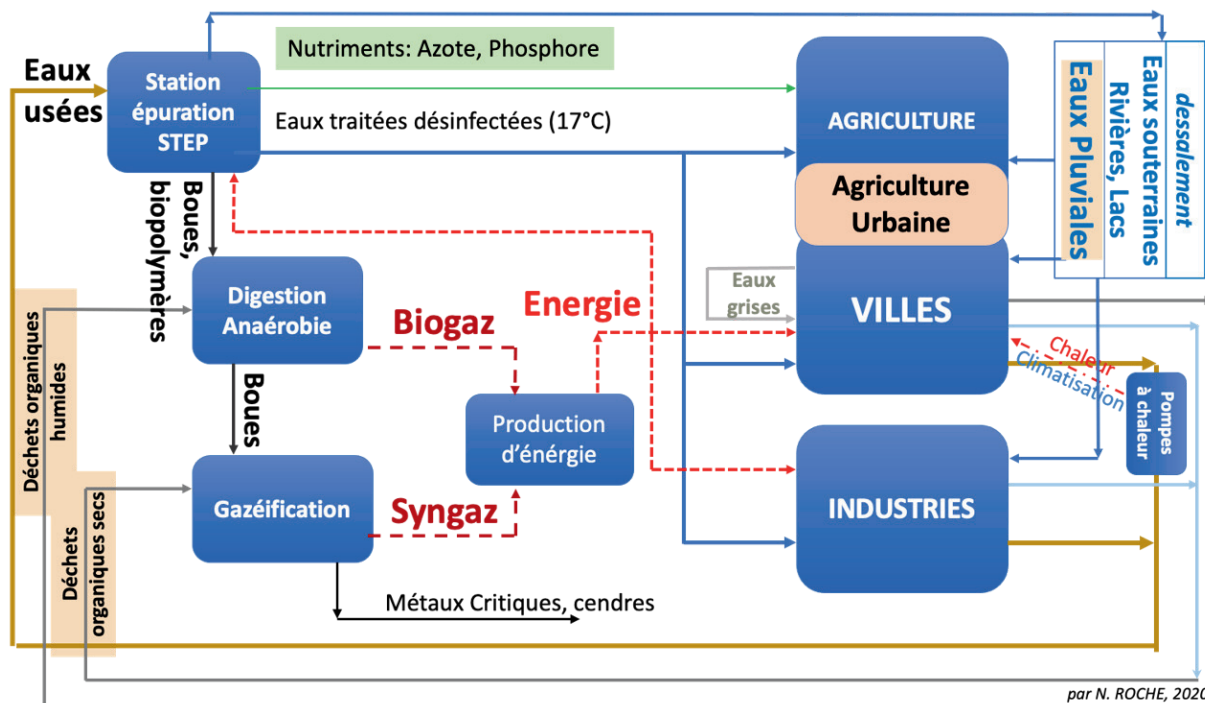 Eaux
usées
Station
épuration
STEP
Nutriments: Azote, Phosphore
Eaux traitées désinfectées (17°C)
AGRICULTURE
Agriculture
Urbaine
dessalement
Eaux souterraines
Rivières, Lacs
Eaux Pluviales
Boues,
biopolymères
Digestion
Anaérobie
Biogaz
Energie
Eaux
grises
VILLES
Chaleur
Climatisation
Pompes
à chaleur
Déchets organiques
humides
Boues
Production
d'énérgie
Déchets
organiques secs
Gazéification
Syngaz
INDUSTRIES
Métaux Critiques, cendres
par N. ROCHE, 2020